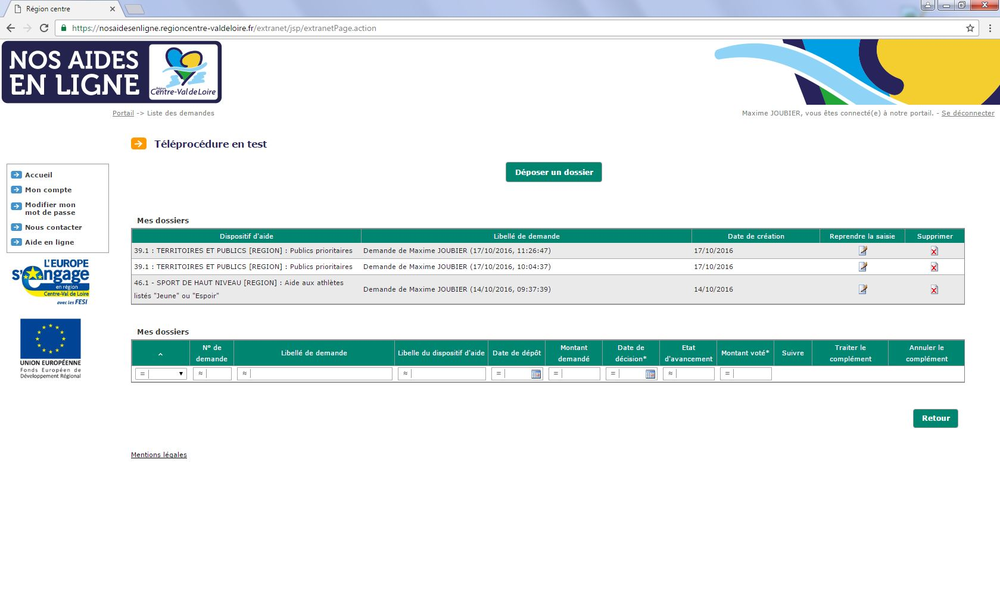 Région centre
https://nosaidesenligne.regioncentre-valdeloire.fr/extranet/jsp/extranetPage.action
NOS AIDES
EN LIGNE
Région
Centre-Val de Loire
Portail -> Liste des demandes
Maxime JOUBIER, vous êtes connecté(e) à notre portail. - Se déconnecter
Téléprocédure en test
Déposer un dossier
Accueil
Mon compte
Modifier mon
mot de passe
Nous contacter
Aide en ligne
L'EUROPE
s'engage
en région
Centre-Val de Loire
avec les FESI
UNION EUROPÉENNE
Fonds Européen de
Développement Régional
Mes dossiers
Dispositif d'aide Libellé de demande Date de création Reprendre la saisie Supprimer
39.1 : TERRITOIRES ET PUBLICS [REGION] : Publics prioritaires Demande de Maxime JOUBIER (17/10/2016, 11:26:47) 17/10/2016
39.1 : TERRITOIRES ET PUBLICS [REGION] : Publics prioritaires Demande de Maxime JOUBIER (17/10/2016, 10:04:37) 17/10/2016
46.1 - SPORT DE HAUT NIVEAU [REGION] : Aide aux athlètes
listés "Jeune" ou "Espoir" Demande de Maxime JOUBIER (14/10/2016, 09:37:39) 14/10/2016
Mes dossiers
N° de
demande
Libellé de demande
Libelle du dispositif d'aide
Date de dépôt
Montant
demandé
Date de
décision*
Etat
d'avancement
Montant voté*
Suivre
Traiter le
complément
Annuler le
complément
= ≈ ≈ ≈ = = = ≈ =
Retour
Mentions légales